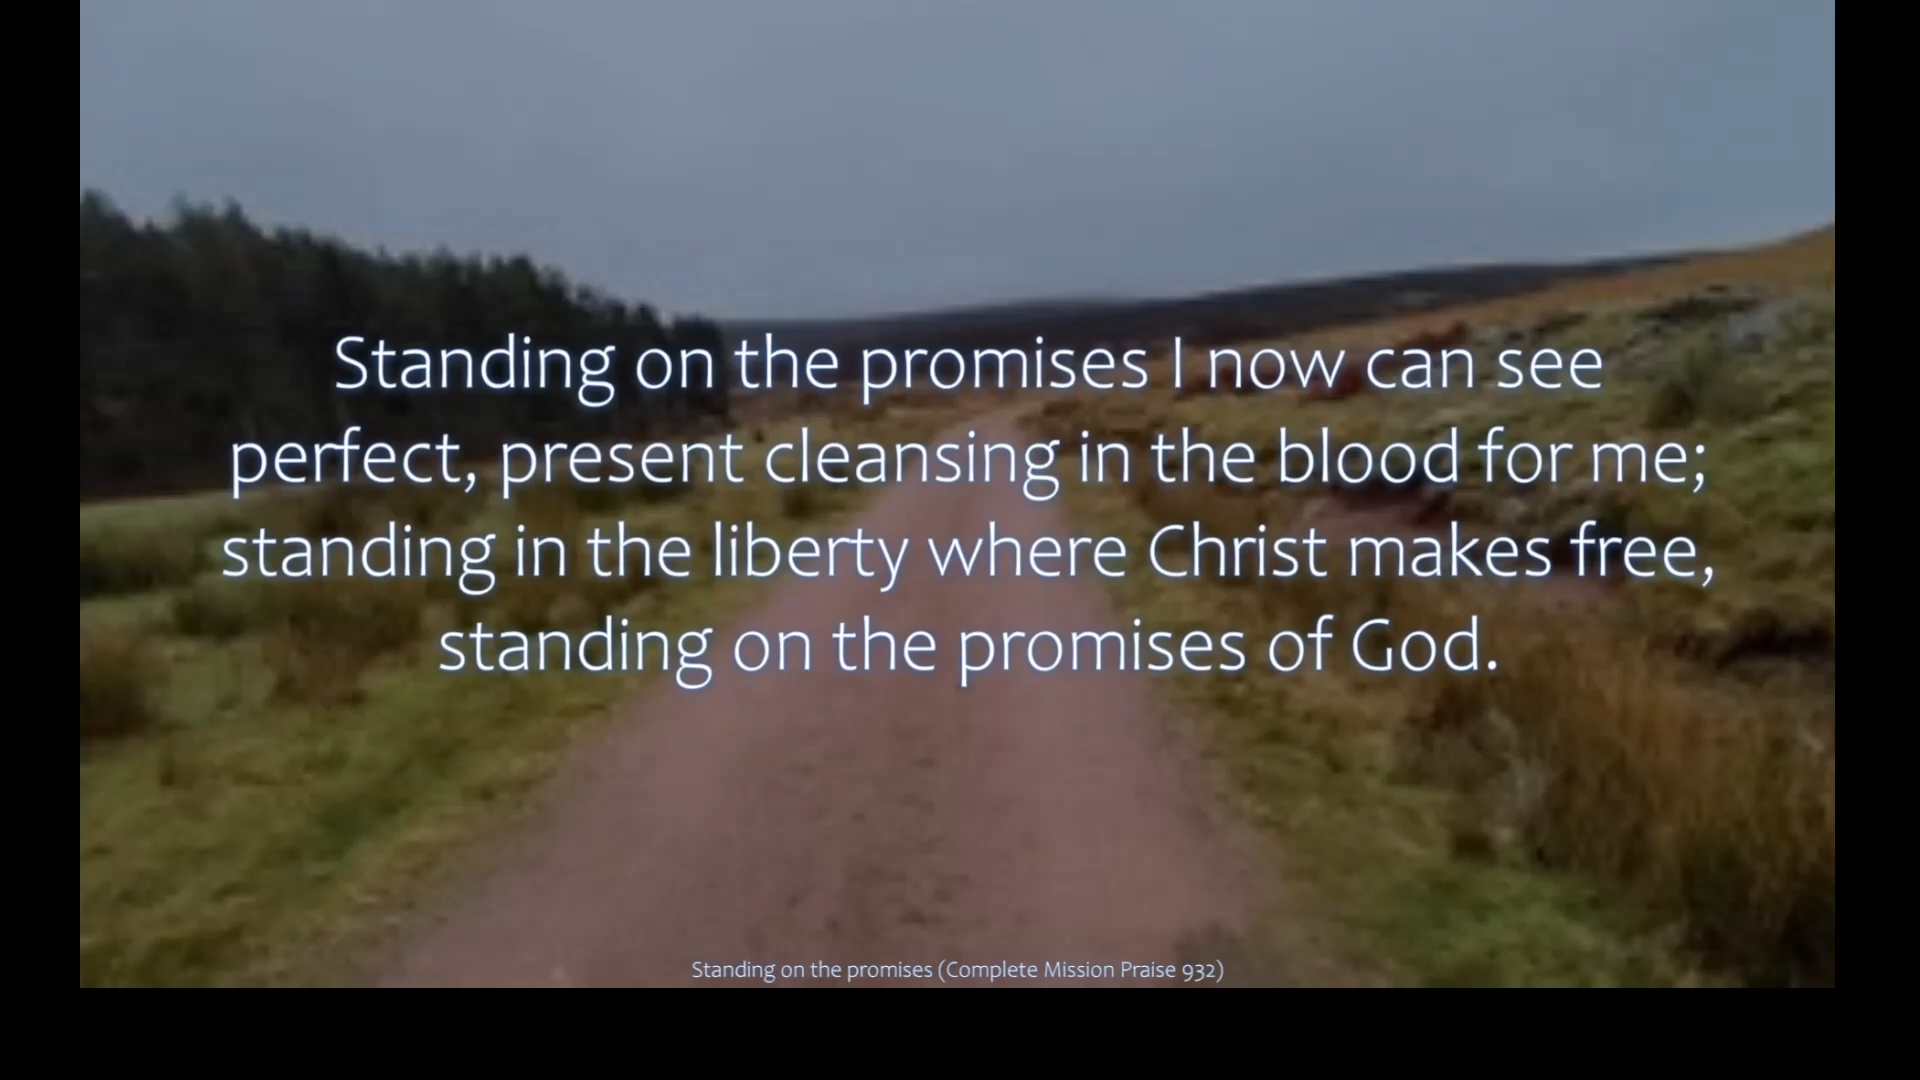 Standing on the promises I now can see
perfect, present cleansing in the blood for me;
standing in the liberty where Christ makes free,
standing on the promises of God.
Standing on the promises (Complete Mission Praise 932)